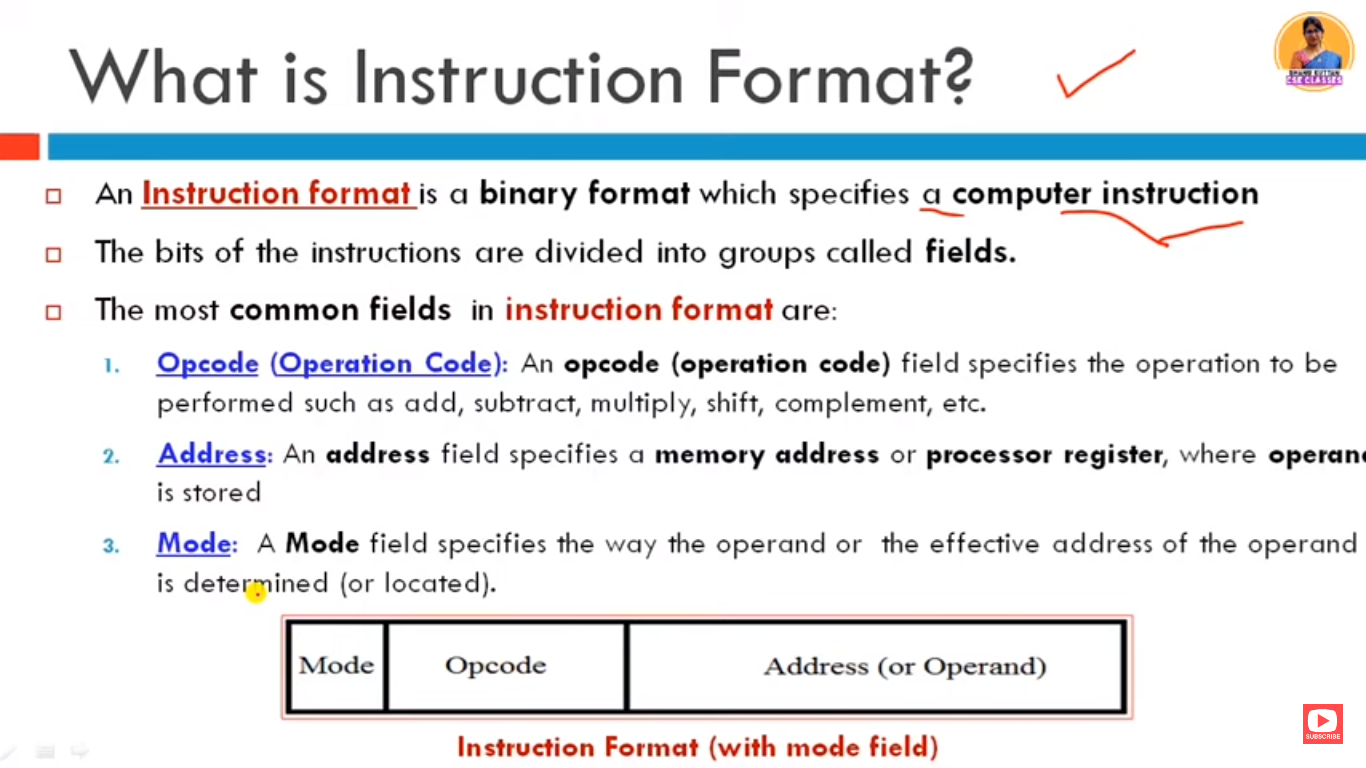 What is Instruction Format?
CSE CLASSES
An Instruction format is a binary format which specifies a computer instruction
The bits of the instructions are divided into groups called fields.
The most common fields in instruction format are:
1. Opcode (Operation Code): An opcode (operation code) field specifies the operation to be
performed such as add, subtract, multiply, shift, complement, etc.
2. Address: An address field specifies a memory address or processor register, where operand
is stored
3. Mode: A Mode field specifies the way the operand or the effective address of the operand
is determined (or located).
Mode Opcode Address (or Operand)
SUBSCRIBE
Instruction Format (with mode field)